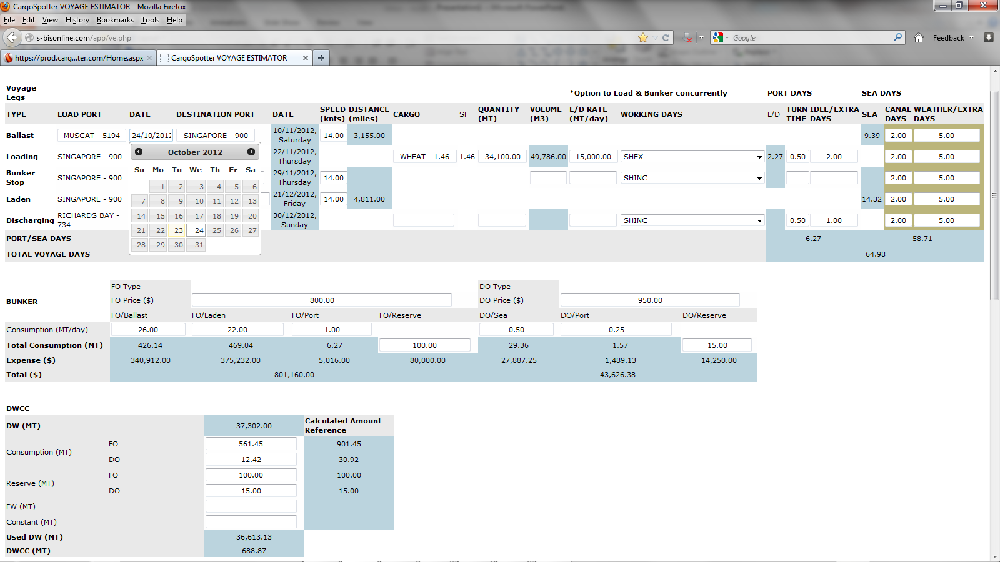 CargoSpotter VOYAGE ESTIMATOR - Mozilla Firefox
File Edit View History Bookmarks Tools Help
s-bisonline.com/app/ve.php
Google
Feedback
https://prod.carg...ter.com/Home.aspx
CargoSpotter VOYAGE ESTIMATOR
Voyage Legs
*Option to Load & Bunker concurrently
PORT DAYS
SEA DAYS
TYPE LOAD PORT DATE DESTINATION PORT DATE SPEED (knts) DISTANCE (miles) CARGO SF QUANTITY (MT) VOLUME (M3) L/D RATE (MT/day) WORKING DAYS L/D TURN TIME IDLE/EXTRA DAYS SEA CANAL DAYS WEATHER/EXTRA DAYS
Ballast MUSCAT - 5194 24/10/2012 SINGAPORE - 900 10/11/2012, Saturday 14.00 3,155.00 9.39 2.00 5.00
Loading SINGAPORE - 900 22/11/2012, Thursday WHEAT - 1.46 1.46 34,100.00 49,786.00 15,000.00 SHEX 2.27 0.50 2.00 2.00 5.00
Bunker Stop SINGAPORE - 900 29/11/2012, Thursday 14.00 SHINC 2.00 5.00
Laden SINGAPORE - 900 21/12/2012, Friday 14.00 4,811.00 14.32 2.00 5.00
Discharging RICHARDS BAY - 734 30/12/2012, Sunday SHINC 0.50 1.00 2.00 5.00
PORT/SEA DAYS 6.27 58.71
TOTAL VOYAGE DAYS 64.98
October 2012
Su Mo Tu We Th Fr Sa
1 2 3 4 5 6
7 8 9 10 11 12 13
14 15 16 17 18 19 20
21 22 23 24 25 26 27
28 29 30 31
BUNKER
FO Type DO Type
FO Price ($) 800.00 DO Price ($) 950.00
FO/Ballast FO/Laden FO/Port FO/Reserve DO/Sea DO/Port DO/Reserve
Consumption (MT/day) 26.00 22.00 1.00 0.50 0.25
Total Consumption (MT) 426.14 469.04 6.27 100.00 29.36 1.57 15.00
Expense ($) 340,912.00 375,232.00 5,016.00 80,000.00 27,887.25 1,489.13 14,250.00
Total ($) 801,160.00 43,626.38
DWCC
DW (MT) 37,302.00 Calculated Amount Reference
Consumption (MT) FO 561.45 901.45
DO 12.42 30.92
Reserve (MT) FO 100.00 100.00
DO 15.00 15.00
FW (MT)
Constant (MT)
Used DW (MT) 36,613.13
DWCC (MT) 688.87